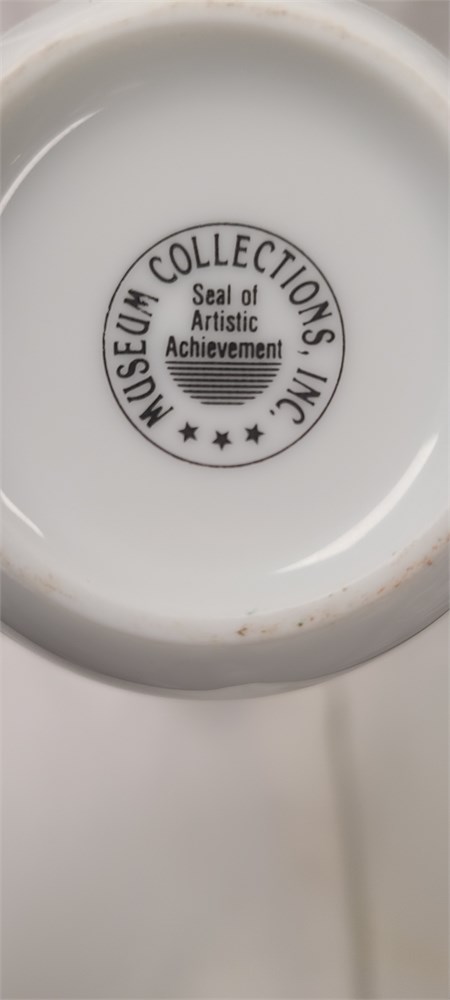 MUSEUM COLLECTIONS, INC.
Seal of
Artistic
Achievement